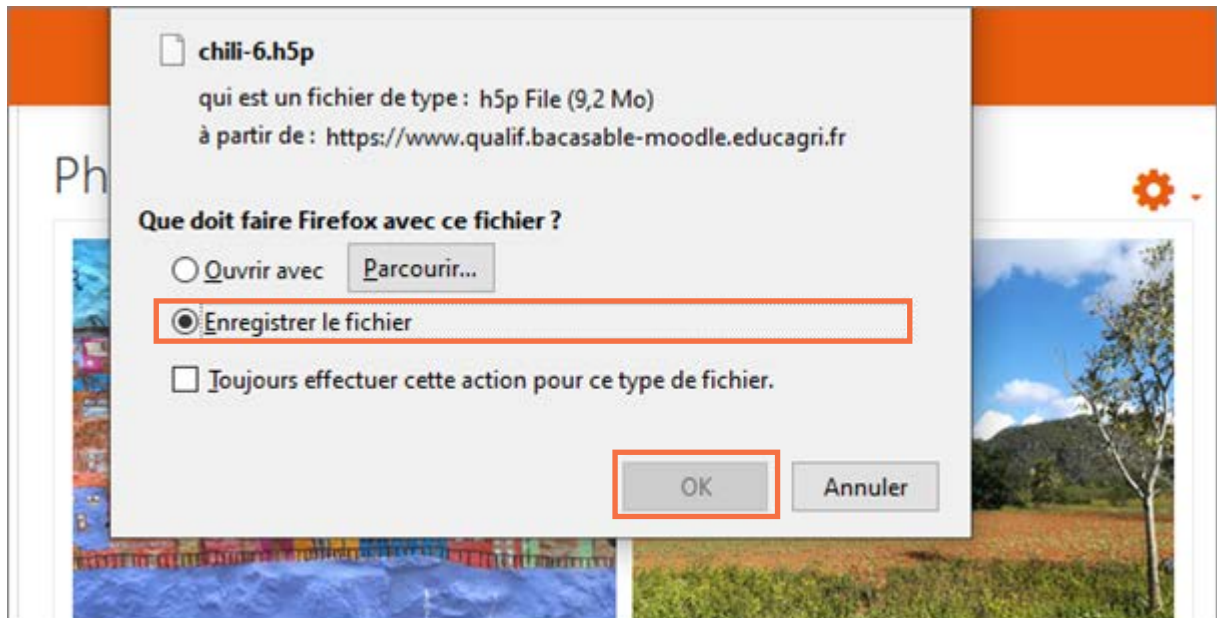 chili-6.h5p
qui est un fichier de type : h5p File (9,2 Mo)
à partir de : https://www.qualif.bacasable-moodle.educagri.fr
Ph
Que doit faire Firefox avec ce fichier ?
Ouvrir avec Parcourir...
Enregistrer le fichier
Toujours effectuer cette action pour ce type de fichier.
OK Annuler